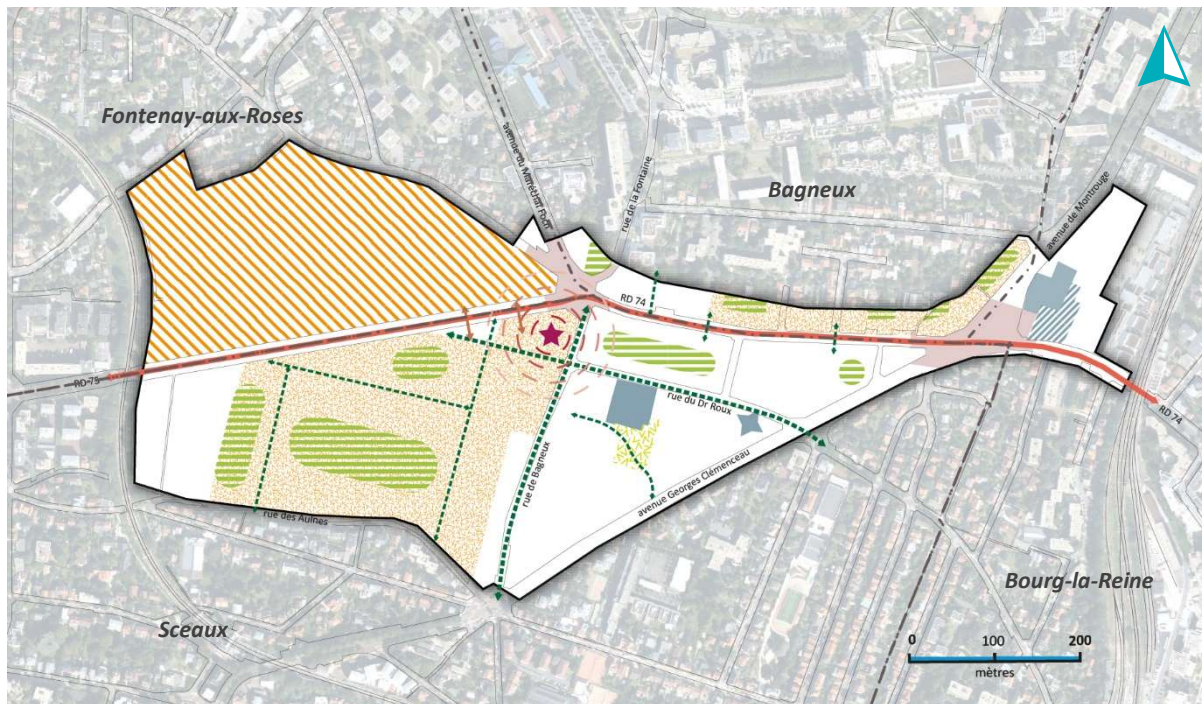 Fontenay-aux-Roses
avenue du Maréchal Foch
rue de la Fontaine
Bagneux
avenue de Montrouge
RD 74
RD 75
rue du Dr Roux
RD 74
rue de Bagneux
avenue Georges Clémenceau
rue des Aulnes
Bourg-la-Reine
Sceaux
0 100 200
mètres